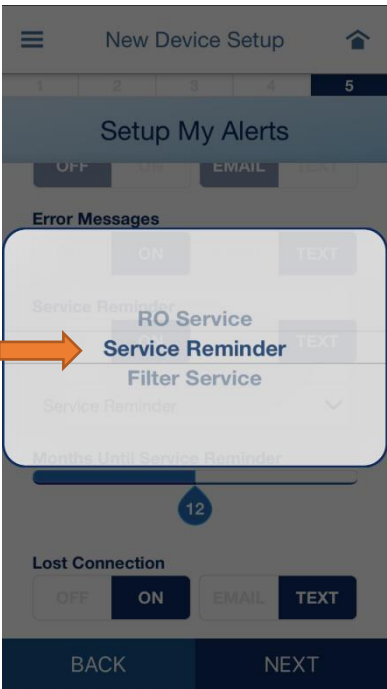 New Device Setup
1 2 3 4 5
Setup My Alerts
OFF ON EMAIL TEXT
Error Messages
ON TEXT
Service Reminder
RO Service
Service Reminder
TEXT
Filter Service
Service Reminder
Months Until Service Reminder
12
Lost Connection
OFF ON EMAIL TEXT
BACK NEXT